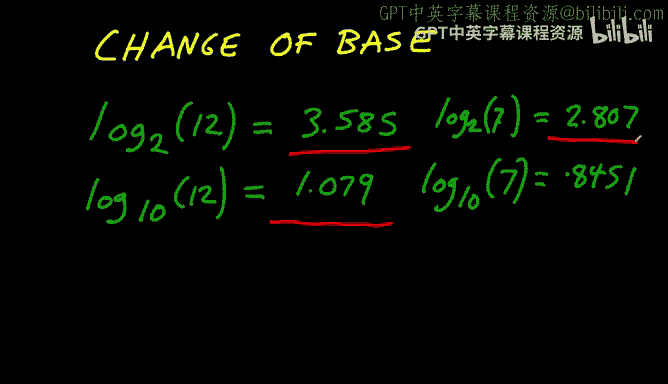 GPT中英字幕课程资源@bilibili.com
GPT中英字幕课程资源 bilibili
CHANGE OF BASE
log2(12) = 3.585 log2(7) = 2.807
log10(12) = 1.079 log10(7) = .8451